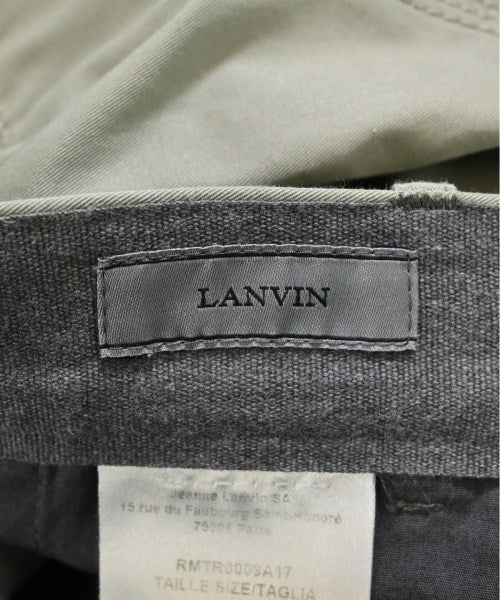 LANVIN
Jeanne Lanvin SA
15 rue du Faubourg Saint-Honoré
75008 Paris
RMTR0009A17
TAILLE/SIZE/TAGLIA